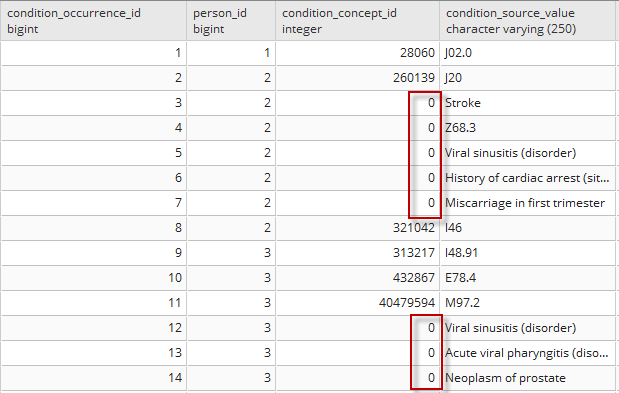 condition_occurrence_id person_id condition_concept_id condition_source_value
bigint bigint integer character varying (250)
1 1 28060 J02.0
2 2 260139 J20
3 2 0 Stroke
4 2 0 Z68.3
5 2 0 Viral sinusitis (disorder)
6 2 0 History of cardiac arrest (sit...
7 2 0 Miscarriage in first trimester
8 2 321042 I46
9 3 313217 I48.91
10 3 432867 E78.4
11 3 40479594 M97.2
12 3 0 Viral sinusitis (disorder)
13 3 0 Acute viral pharyngitis (diso...
14 3 0 Neoplasm of prostate